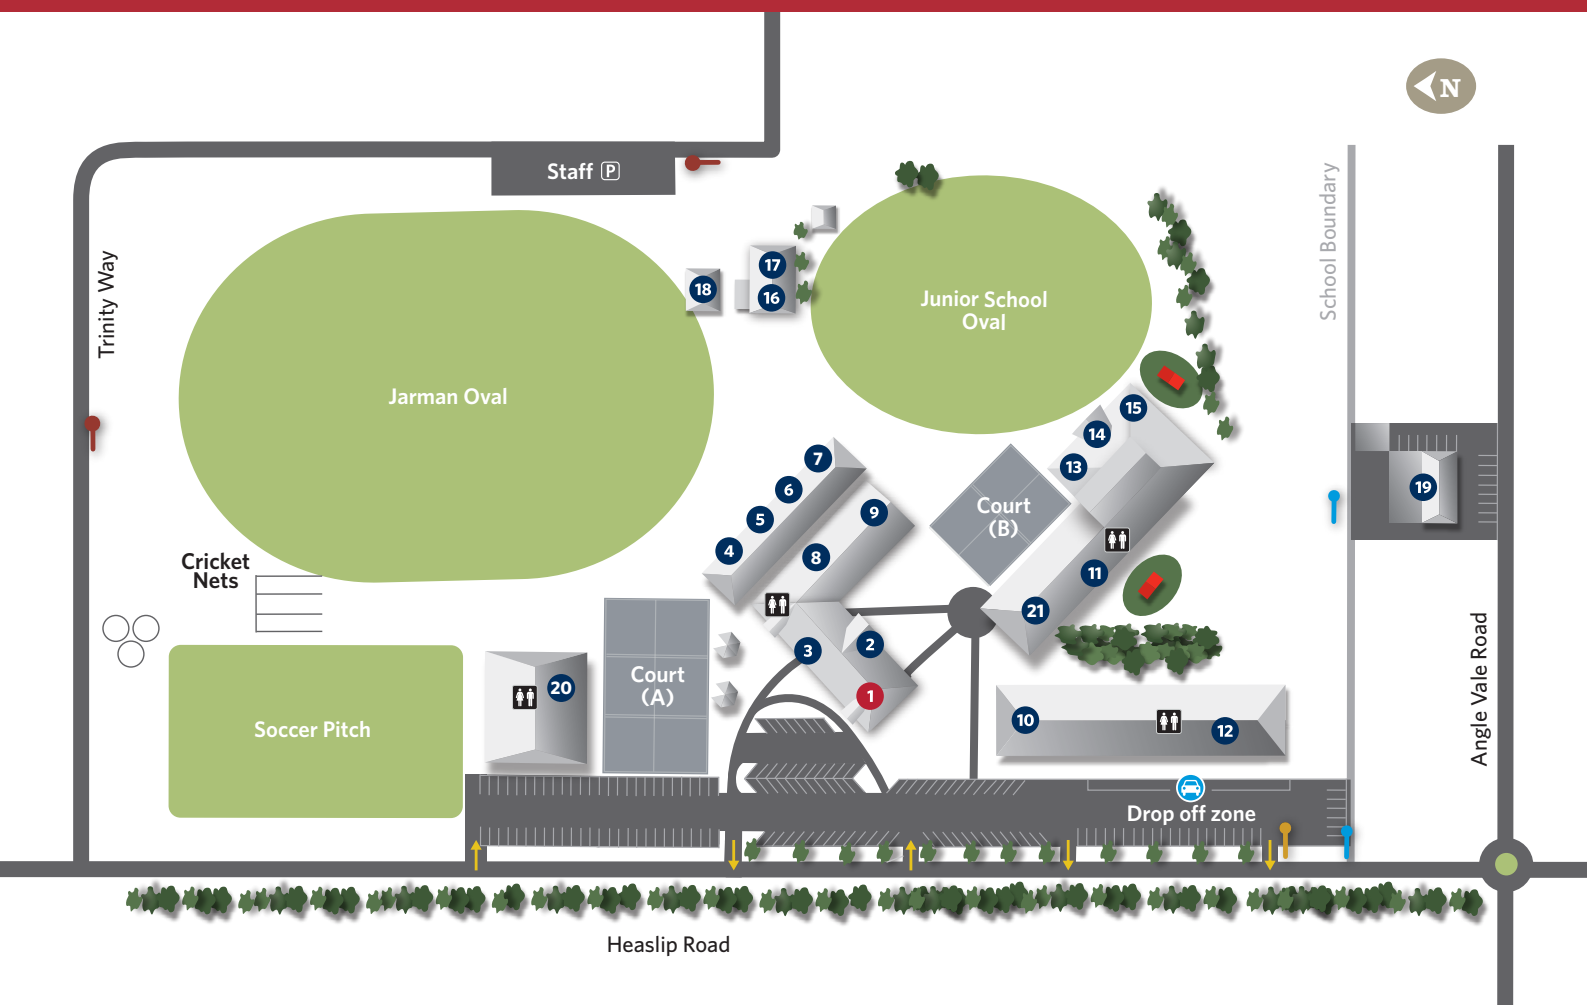 N
Staff P
School Boundary
Trinity Way
17
18
16
Junior School
Oval
Jarman Oval
15
14
7
13
6
19
9
Court
(B)
5
4
8
Cricket
Nets
11
21
2
3
Court
(A)
20
1
Angle Vale Road
10
12
Soccer Pitch
Drop off zone
Heaslip Road